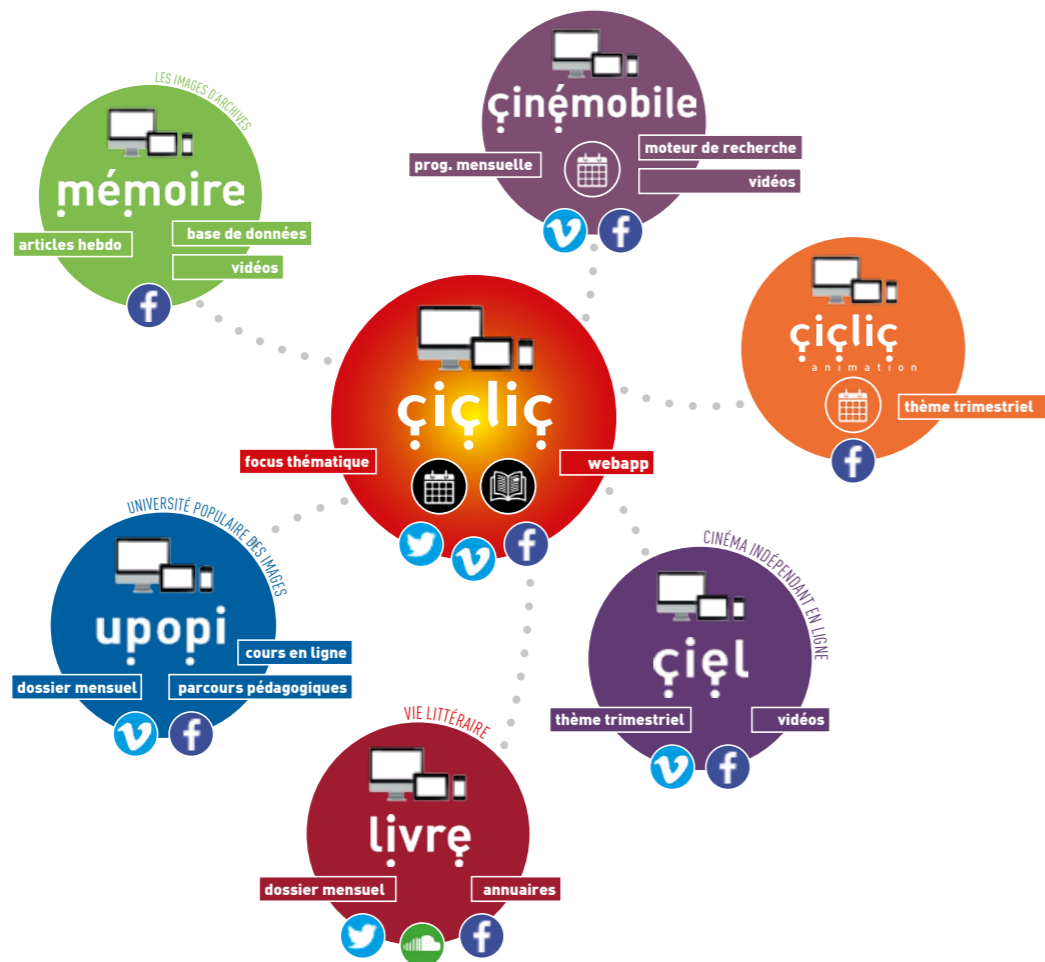 LES IMAGES D'ARCHIVES
mémoire
articles hebdo
base de données
vidéos
çinémobile
prog. mensuelle
moteur de recherche
vidéos
çiçliç
animation
thème trimestriel
çiçliç
focus thématique
webapp
UNIVERSITÉ POPULAIRE DES IMAGES
upopi
cours en ligne
dossier mensuel
parcours pédagogiques
CINÉMA INDÉPENDANT EN LIGNE
çiel
thème trimestriel
vidéos
VIE LITTÉRAIRE
livre
dossier mensuel
annuaires